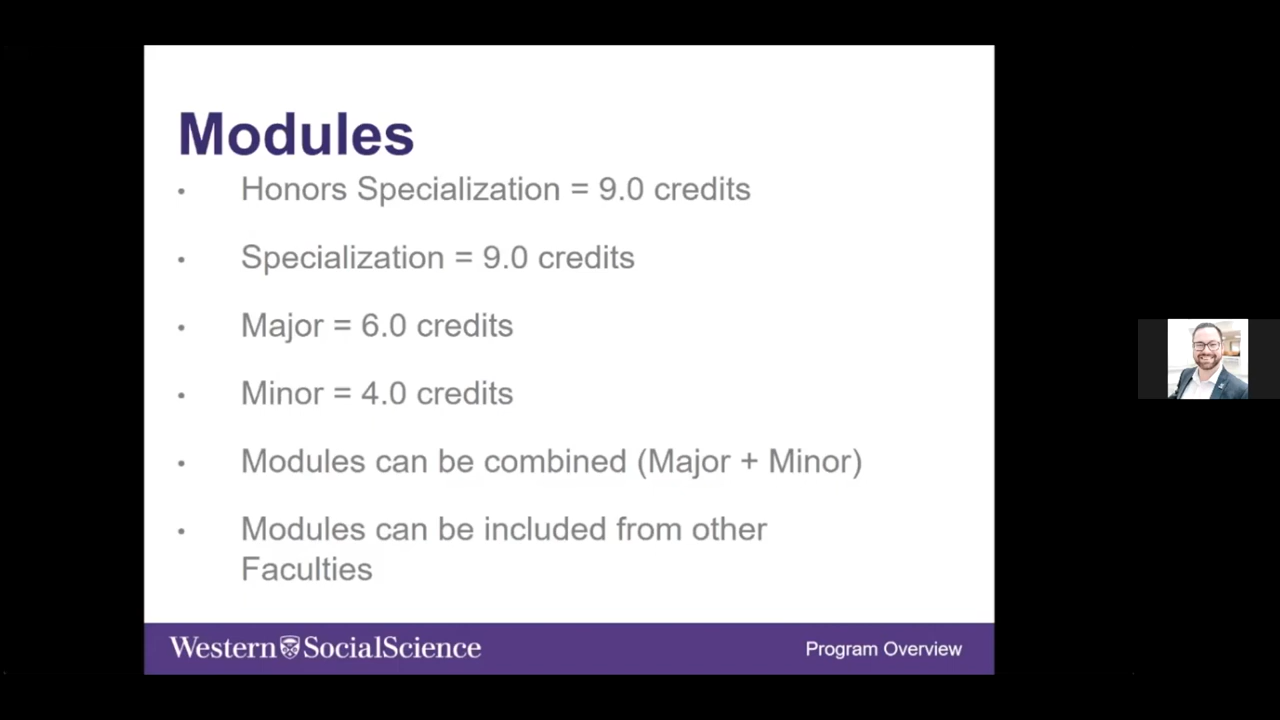 Modules
• Honors Specialization = 9.0 credits
• Specialization = 9.0 credits
• Major = 6.0 credits
• Minor = 4.0 credits
• Modules can be combined (Major + Minor)
• Modules can be included from other
Faculties
Western SocialScience
Program Overview